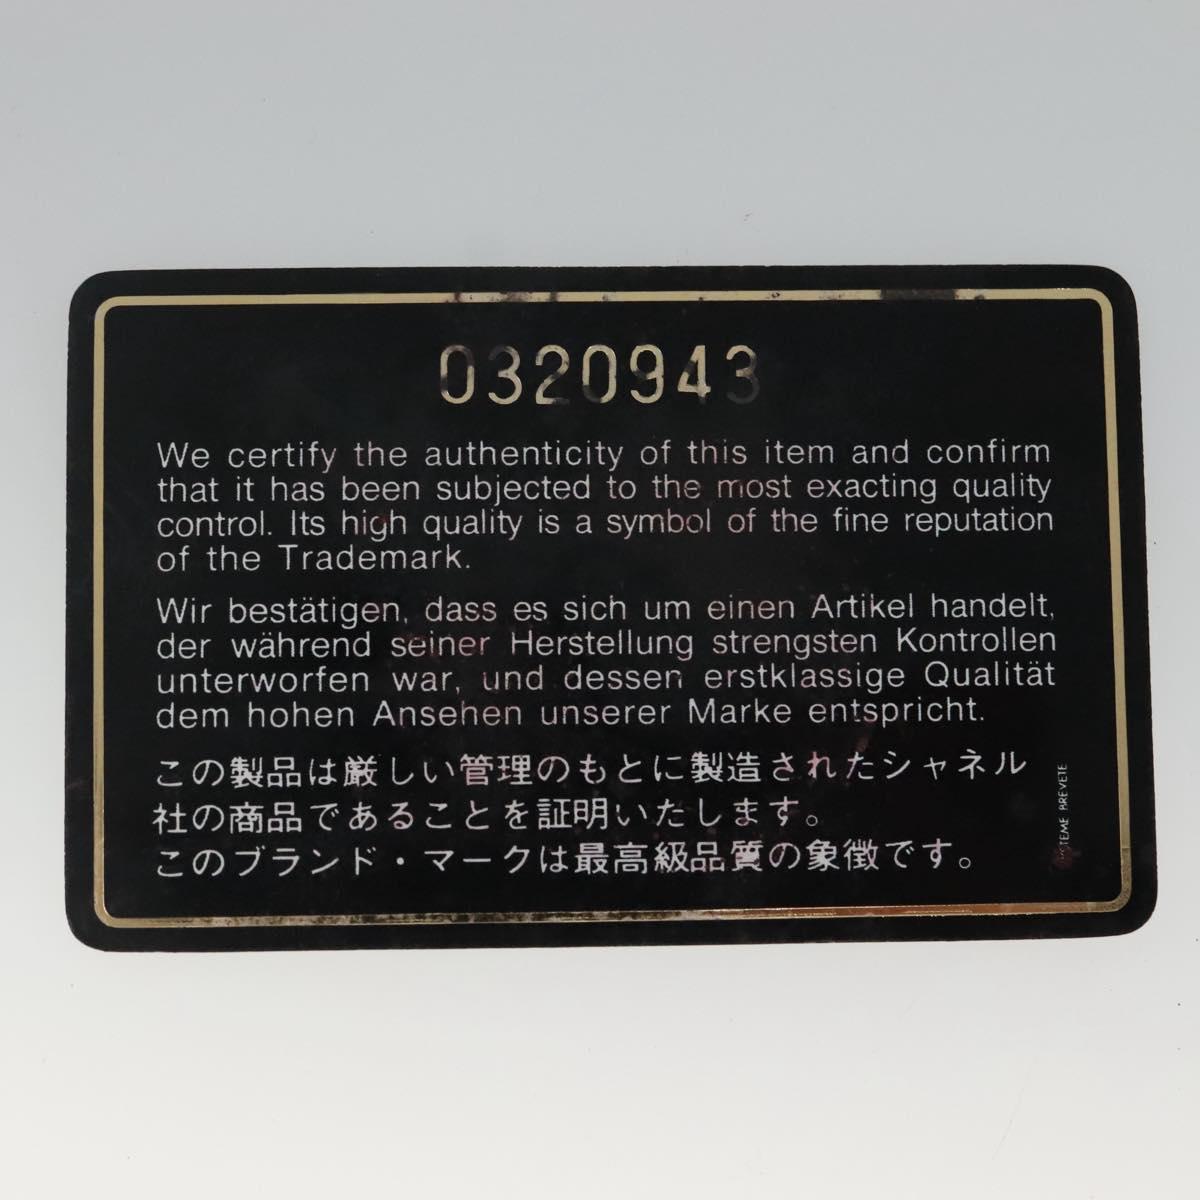 0320943
We certify the authenticity of this item and confirm
that it has been subjected to the most exacting quality
control. Its high quality is a symbol of the fine reputation
of the Trademark.
Wir bestätigen, dass es sich um einen Artikel handelt,
der während seiner Herstellung strengsten Kontrollen
unterworfen war, und dessen erstklassige Qualität
dem hohen Ansehen unserer Marke entspricht.
この製品は厳しい管理のもとに製造されたシャネル
社の商品であることを証明いたします。
このブランド・マークは最高級品質の象徴です。
BREVETE